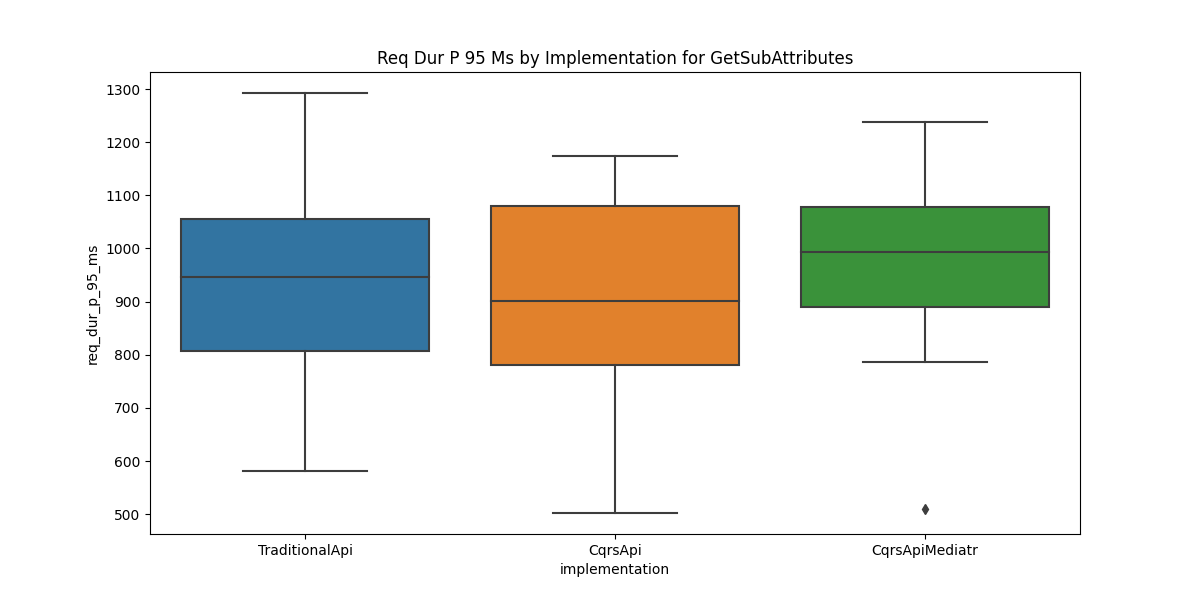 Req Dur P 95 Ms by Implementation for GetSubAttributes
1300
1200
1100
1000
900
800
700
600
500
req_dur_p_95_ms
TraditionalApi
CqrsApi
CqrsApiMediatr
implementation